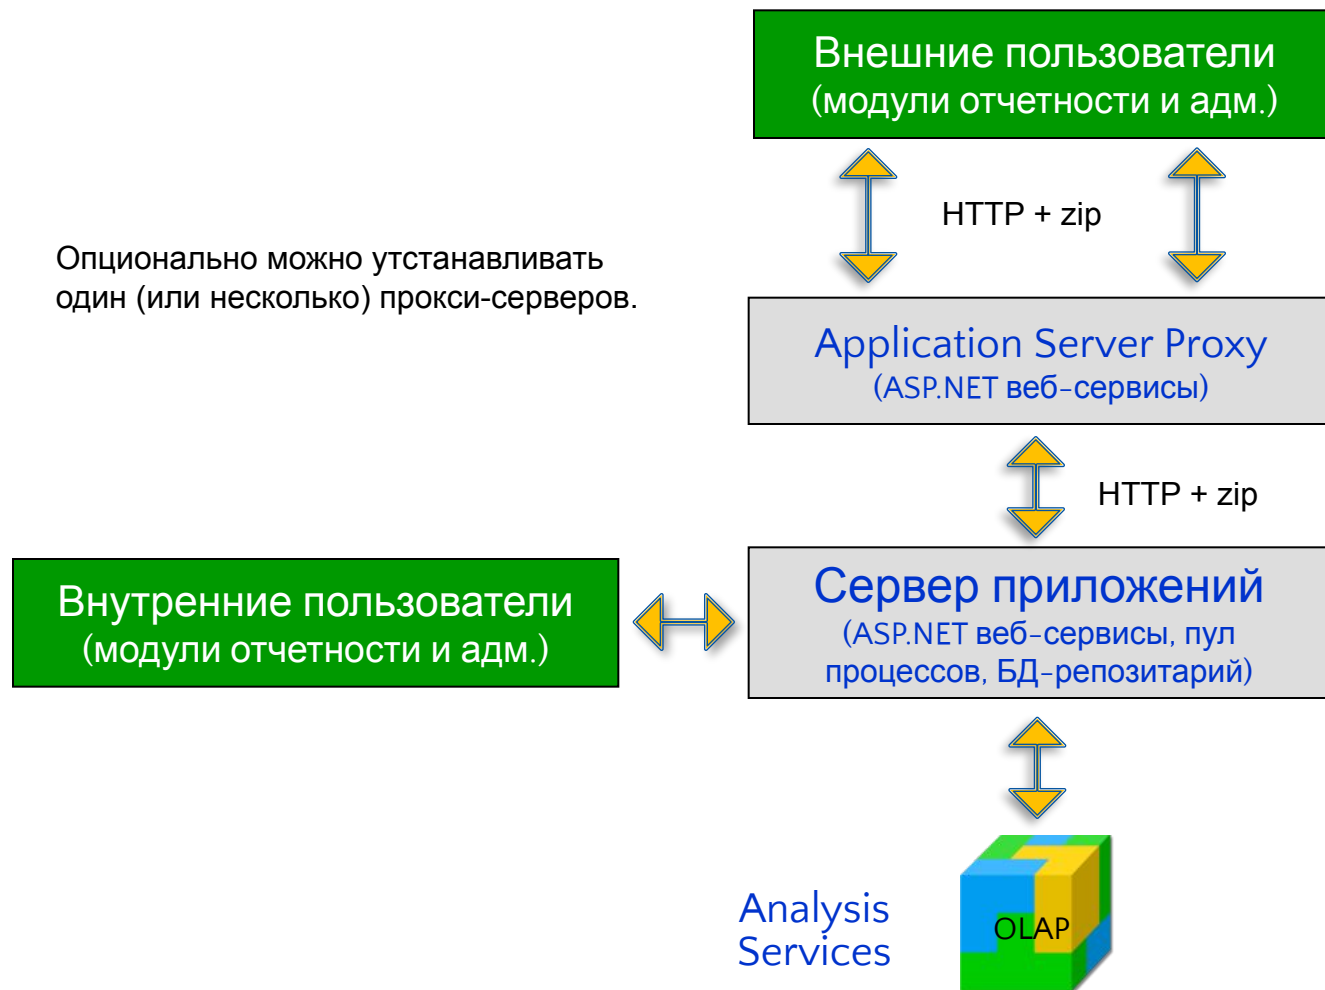 Внешние пользователи
(модули отчетности и адм.)
HTTP + zip
Опционально можно утстанавливать
один (или несколько) прокси-серверов.
Application Server Proxy
(ASP.NET веб-сервисы)
HTTP + zip
Внутренние пользователи
(модули отчетности и адм.)
Сервер приложений
(ASP.NET веб-сервисы, пул
процессов, БД-репозитарий)
Analysis
Services
OLAP